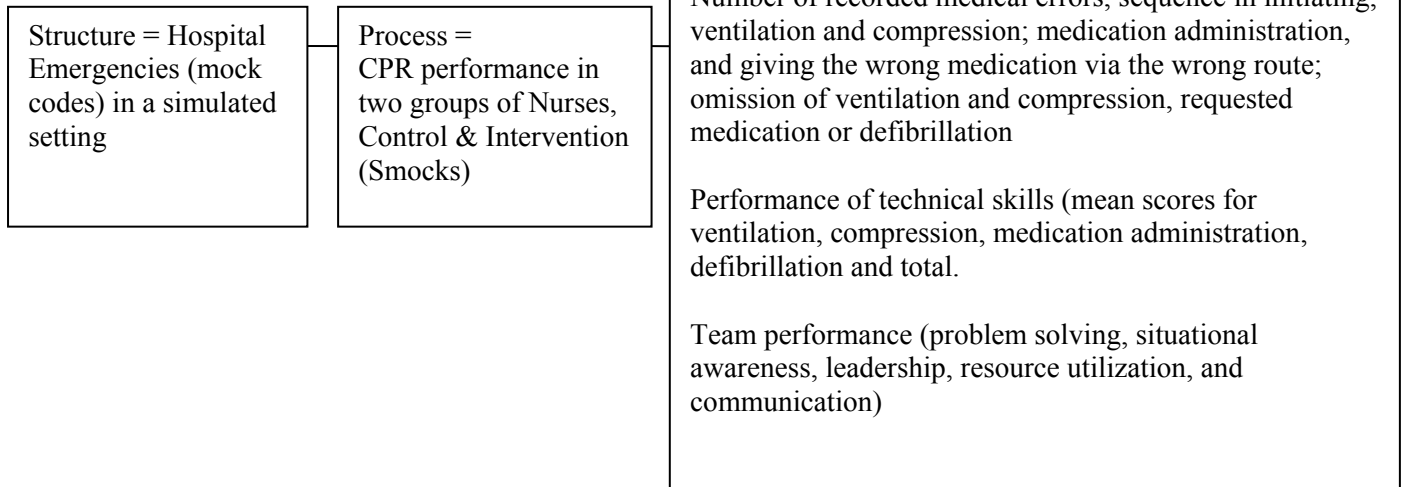 Structure = Hospital
Emergencies (mock
codes) in a simulated
setting
Process =
CPR performance in
two groups of Nurses,
Control & Intervention
(Smocks)
Number of recorded medical errors, sequence in initiating,
ventilation and compression; medication administration,
and giving the wrong medication via the wrong route;
omission of ventilation and compression, requested
medication or defibrillation
Performance of technical skills (mean scores for
ventilation, compression, medication administration,
defibrillation and total.
Team performance (problem solving, situational
awareness, leadership, resource utilization, and
communication)